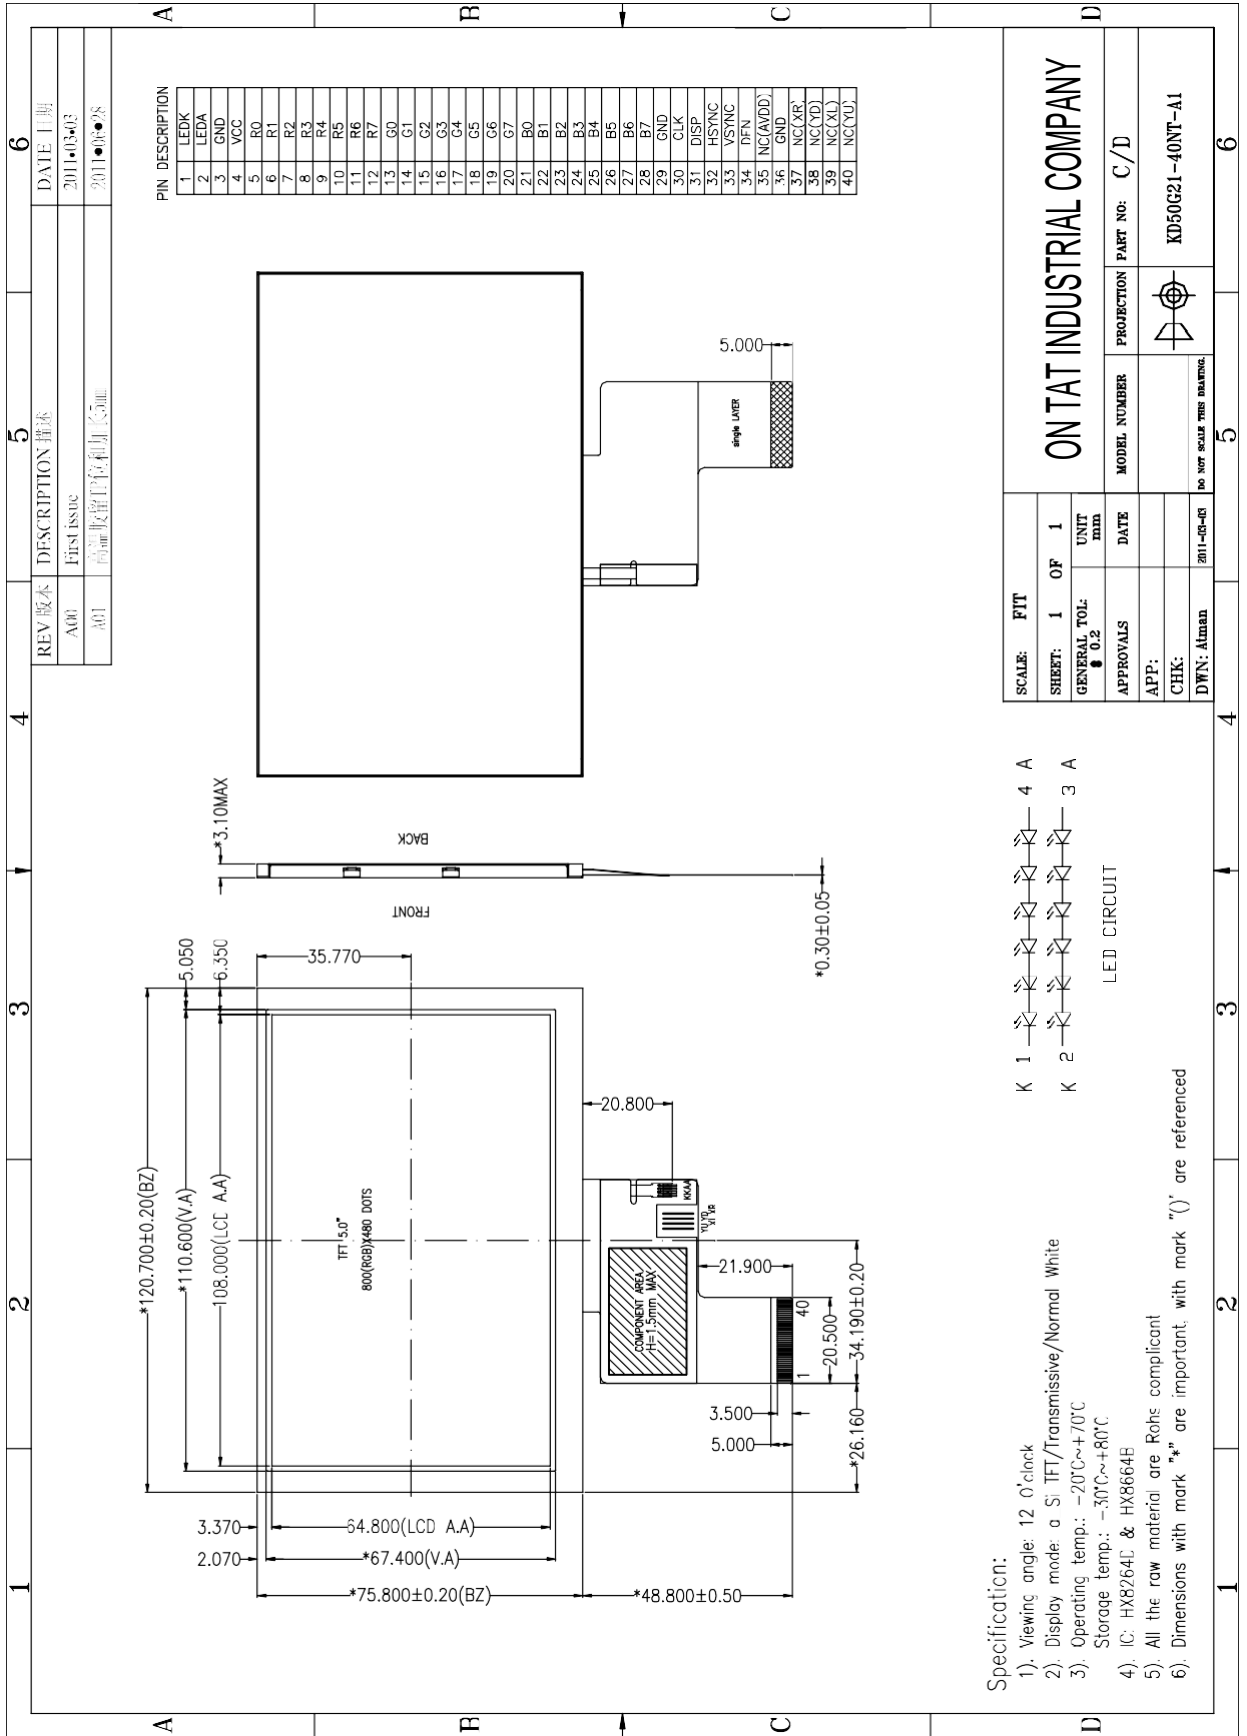 1 2 3 4 5 6
A B C D
REV 版本 DESCRIPTION 描述 DATE 日期
A00 First issue 2011-03-03
A01 2011-06-28
*120.700±0.20(BZ)
*110.600(V.A)
108.000(LCD A.A)
5.050
6.350
35.770
TFT 5.0"
800(RGB)X480 DOTS
3.370
2.070
64.800(LCD A.A)
*67.400(V.A)
*75.800±0.20(BZ)
*48.800±0.50
20.800
KKAA
COMPONENT AREA
H=1.5mm MAX
21.900
1 40
20.500
34.190±0.20
3.500
5.000
*26.160
*3.10MAX
FRONT
BACK
*0.30±0.05
single LAYER
5.000
PIN DESCRIPTION
1 LEDK
2 LEDA
3 GND
4 VCC
5 R0
6 R1
7 R2
8 R3
9 R4
10 R5
11 R6
12 R7
13 G0
14 G1
15 G2
16 G3
17 G4
18 G5
19 G6
20 G7
21 B0
22 B1
23 B2
24 B3
25 B4
26 B5
27 B6
28 B7
29 GND
30 CLK
31 DISP
32 HSYNC
33 VSYNC
34 DEN
35 NC(AVDD)
36 GND
37 NC(XR)
38 NC(YD)
39 NC(XL)
40 NC(YU)
Specification:
1). Viewing angle: 12 O'clock
2). Display mode: a Si TFT/Transmissive/Normal White
3). Operating temp.: -20°C~+70°C
Storage temp.: -30°C~+80°C
4). IC: HX8264C & HX8664B
5). All the raw material are Rohs complicant
6). Dimensions with mark "*" are important, with mark "()" are referenced
K 1 4 A
K 2 3 A
LED CIRCUIT
SCALE: FIT
SHEET: 1 OF 1
GENERAL TOL: 0.2
UNIT mm
APPROVALS DATE
APP:
CHK:
DWN: Atman 2011-03-03
ON TAT INDUSTRIAL COMPANY
MODEL NUMBER PROJECTION PART NO: C/D
KD50G21-40NT-A1
DO NOT SCALE THIS DRAWING.
A B C D
1 2 3 4 5 6